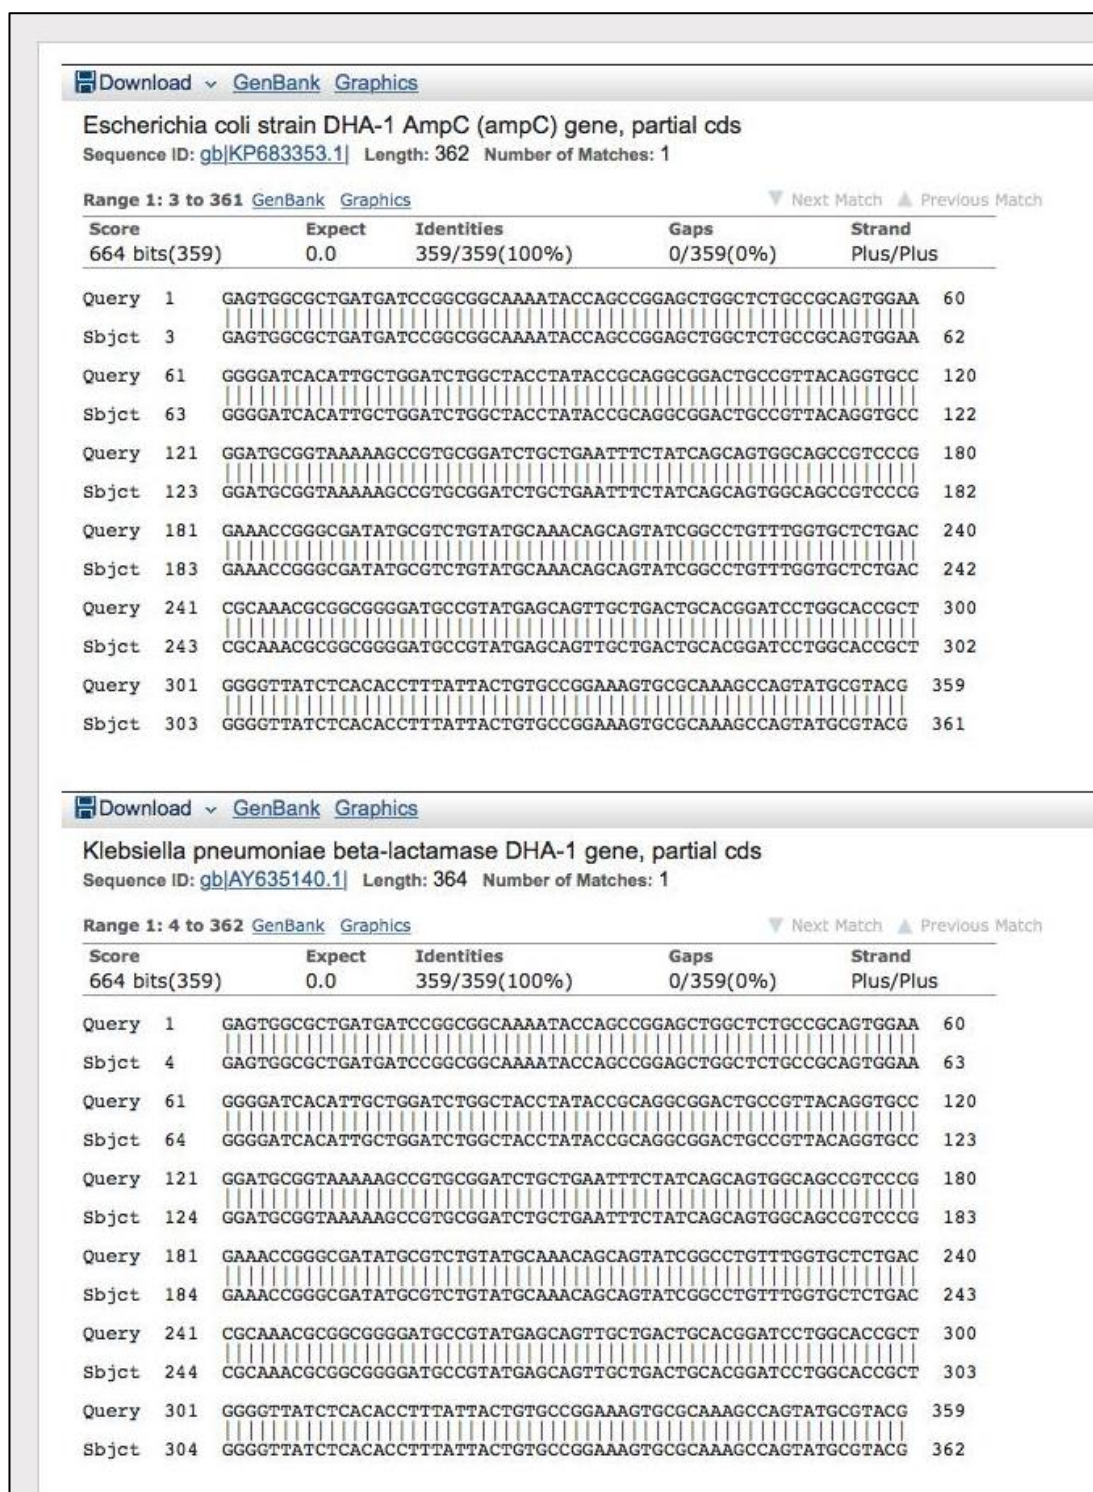 Download GenBank Graphics
Escherichia coli strain DHA-1 AmpC (ampC) gene, partial cds
Sequence ID: gb|KP683353.1| Length: 362 Number of Matches: 1
Range 1: 3 to 361 GenBank Graphics ▼ Next Match ▲ Previous Match
Score Expect Identities Gaps Strand
664 bits(359) 0.0 359/359(100%) 0/359(0%) Plus/Plus
Query 1 GAGTGGCGCTGATGATCCGGCGGCAAAATACCAGCCGGAGCTGGCTCTGCCGCAGTGGAA 60
Sbjct 3 GAGTGGCGCTGATGATCCGGCGGCAAAATACCAGCCGGAGCTGGCTCTGCCGCAGTGGAA 62
Query 61 GGGGATCACATTGCTGGATCTGGCTACCTATACCGCAGGCGGACTGCCGTTACAGGTGCC 120
Sbjct 63 GGGGATCACATTGCTGGATCTGGCTACCTATACCGCAGGCGGACTGCCGTTACAGGTGCC 122
Query 121 GGATGCGGTAAAAAGCCGTGCGGATCTGCTGAATTTCTATCAGCAGTGGCAGCCGTCCCG 180
Sbjct 123 GGATGCGGTAAAAAGCCGTGCGGATCTGCTGAATTTCTATCAGCAGTGGCAGCCGTCCCG 182
Query 181 GAAACCGGGCGATATGCGTCTGTATGCAAACAGCAGTATCGGCCTGTTTGGTGCTCTGAC 240
Sbjct 183 GAAACCGGGCGATATGCGTCTGTATGCAAACAGCAGTATCGGCCTGTTTGGTGCTCTGAC 242
Query 241 CGCAAACGCGGCGGGGATGCCGTATGAGCAGTTGCTGACTGCACGGATCCTGGCACCGCT 300
Sbjct 243 CGCAAACGCGGCGGGGATGCCGTATGAGCAGTTGCTGACTGCACGGATCCTGGCACCGCT 302
Query 301 GGGGTTATCTCACACCTTTATTACTGTGCCGGAAAGTGCGCAAAGCCAGTATGCGTACG 359
Sbjct 303 GGGGTTATCTCACACCTTTATTACTGTGCCGGAAAGTGCGCAAAGCCAGTATGCGTACG 361
Download GenBank Graphics
Klebsiella pneumoniae beta-lactamase DHA-1 gene, partial cds
Sequence ID: gb|AY635140.1| Length: 364 Number of Matches: 1
Range 1: 4 to 362 GenBank Graphics ▼ Next Match ▲ Previous Match
Score Expect Identities Gaps Strand
664 bits(359) 0.0 359/359(100%) 0/359(0%) Plus/Plus
Query 1 GAGTGGCGCTGATGATCCGGCGGCAAAATACCAGCCGGAGCTGGCTCTGCCGCAGTGGAA 60
Sbjct 4 GAGTGGCGCTGATGATCCGGCGGCAAAATACCAGCCGGAGCTGGCTCTGCCGCAGTGGAA 63
Query 61 GGGGATCACATTGCTGGATCTGGCTACCTATACCGCAGGCGGACTGCCGTTACAGGTGCC 120
Sbjct 64 GGGGATCACATTGCTGGATCTGGCTACCTATACCGCAGGCGGACTGCCGTTACAGGTGCC 123
Query 121 GGATGCGGTAAAAAGCCGTGCGGATCTGCTGAATTTCTATCAGCAGTGGCAGCCGTCCCG 180
Sbjct 124 GGATGCGGTAAAAAGCCGTGCGGATCTGCTGAATTTCTATCAGCAGTGGCAGCCGTCCCG 183
Query 181 GAAACCGGGCGATATGCGTCTGTATGCAAACAGCAGTATCGGCCTGTTTGGTGCTCTGAC 240
Sbjct 184 GAAACCGGGCGATATGCGTCTGTATGCAAACAGCAGTATCGGCCTGTTTGGTGCTCTGAC 243
Query 241 CGCAAACGCGGCGGGGATGCCGTATGAGCAGTTGCTGACTGCACGGATCCTGGCACCGCT 300
Sbjct 244 CGCAAACGCGGCGGGGATGCCGTATGAGCAGTTGCTGACTGCACGGATCCTGGCACCGCT 303
Query 301 GGGGTTATCTCACACCTTTATTACTGTGCCGGAAAGTGCGCAAAGCCAGTATGCGTACG 359
Sbjct 304 GGGGTTATCTCACACCTTTATTACTGTGCCGGAAAGTGCGCAAAGCCAGTATGCGTACG 362